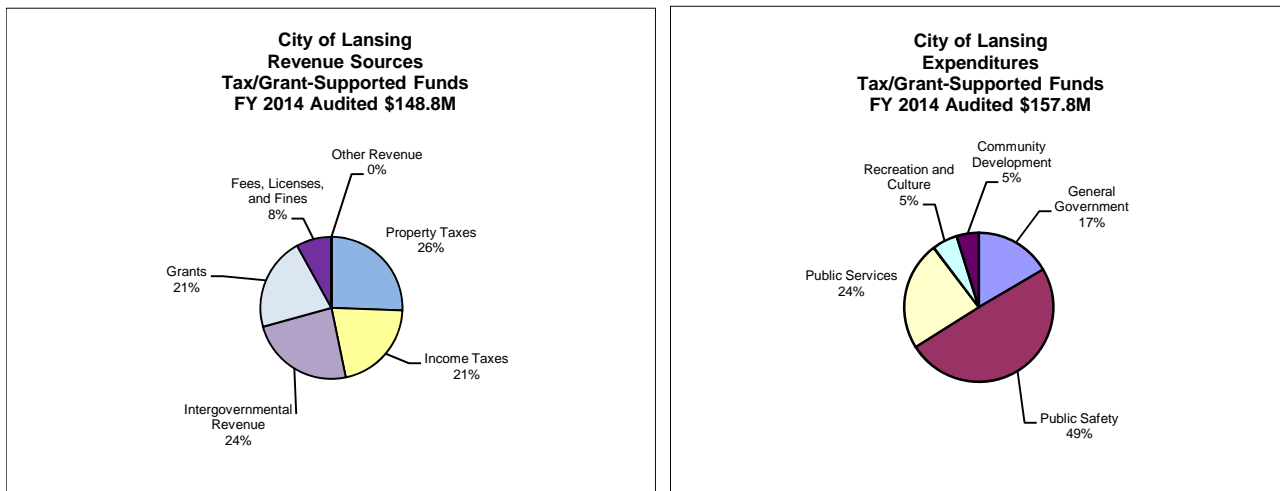 City of Lansing
Revenue Sources
Tax/Grant-Supported Funds
FY 2014 Audited $148.8M
Other Revenue
0%
Fees, Licenses,
and Fines
8%
Property Taxes
26%
Grants
21%
Income Taxes
21%
Intergovernmental
Revenue
24%
City of Lansing
Expenditures
Tax/Grant-Supported Funds
FY 2014 Audited $157.8M
Community
Development
5%
Recreation and
Culture
5%
General
Government
17%
Public Services
24%
Public Safety
49%